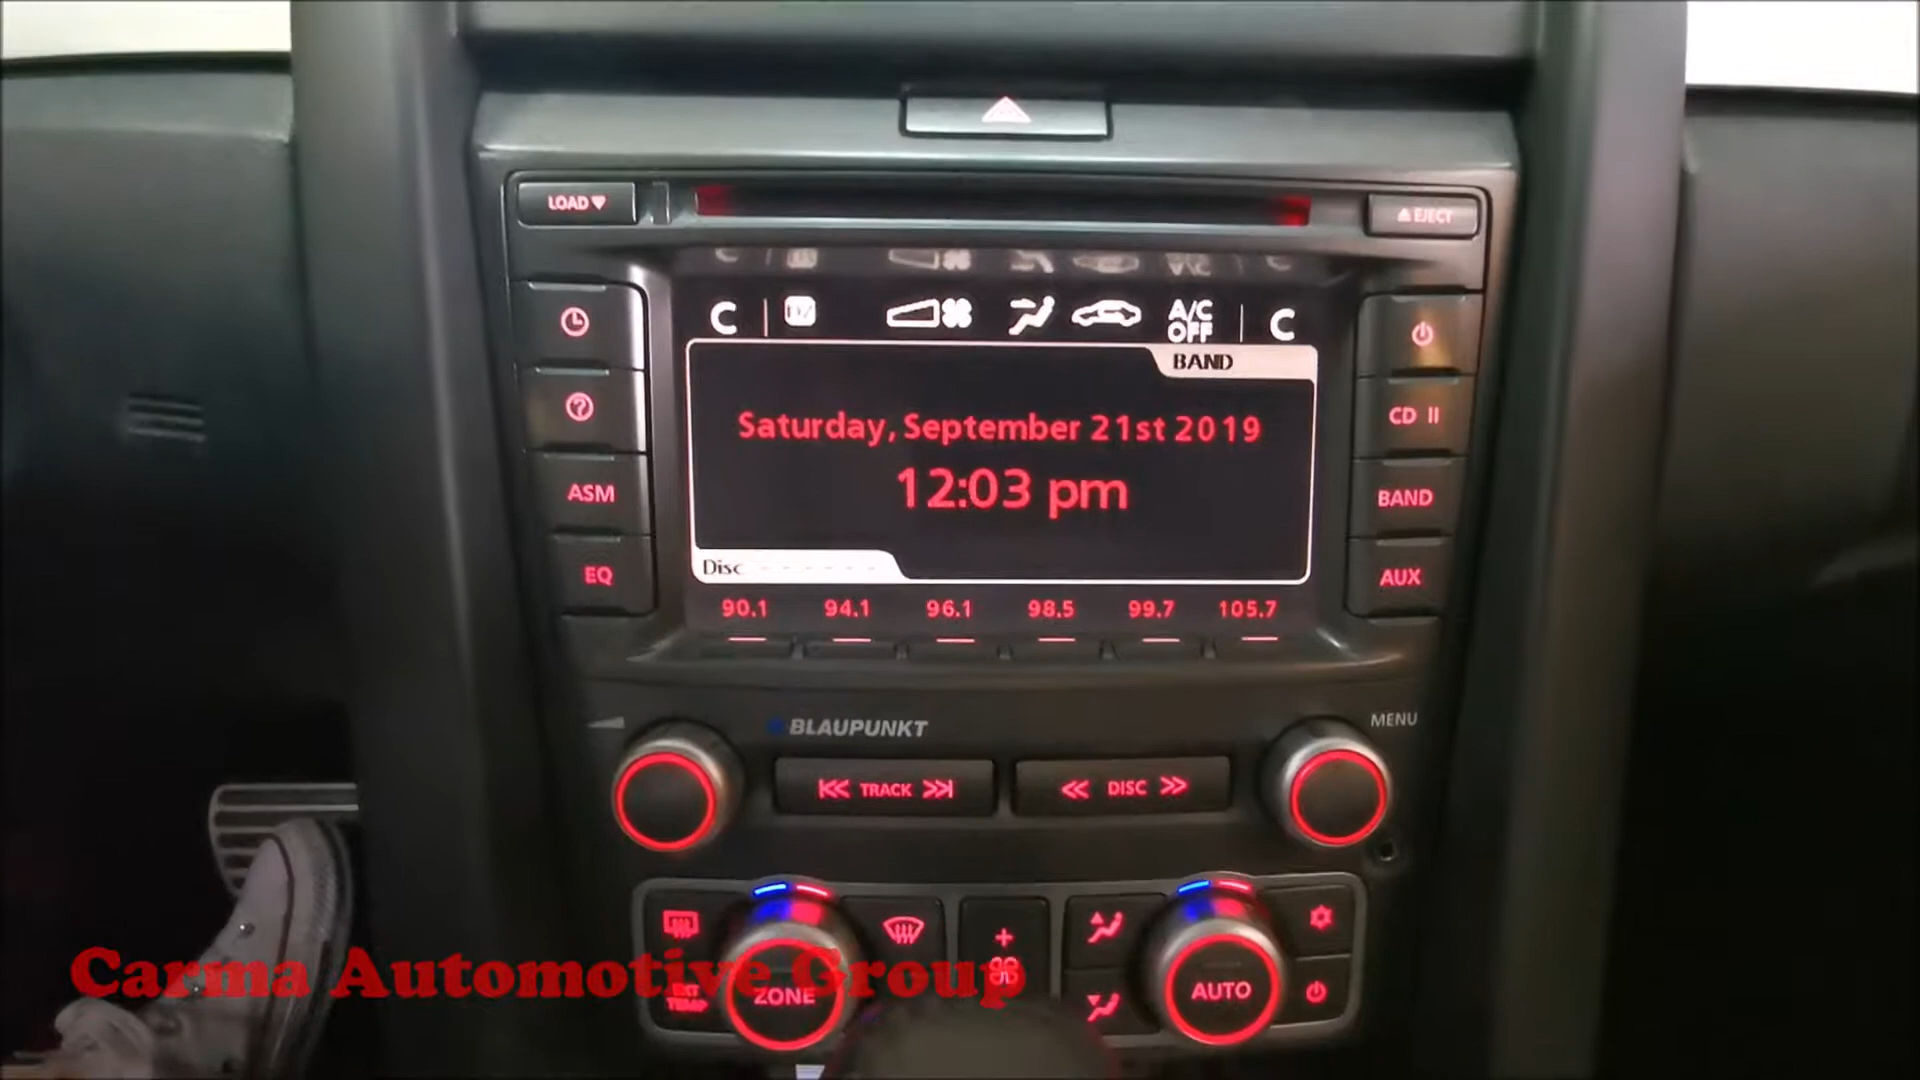 LOAD
EJECT
C
C
A/C
OFF
BAND
Saturday, September 21st 2019
12:03 pm
Disc ------
90.1 94.1 96.1 98.5 99.7 105.7
ASM
EQ
CD II
BAND
AUX
BLAUPUNKT
MENU
TRACK
DISC
EXT
TEMP
ZONE
AUTO
Carma Automotive Group